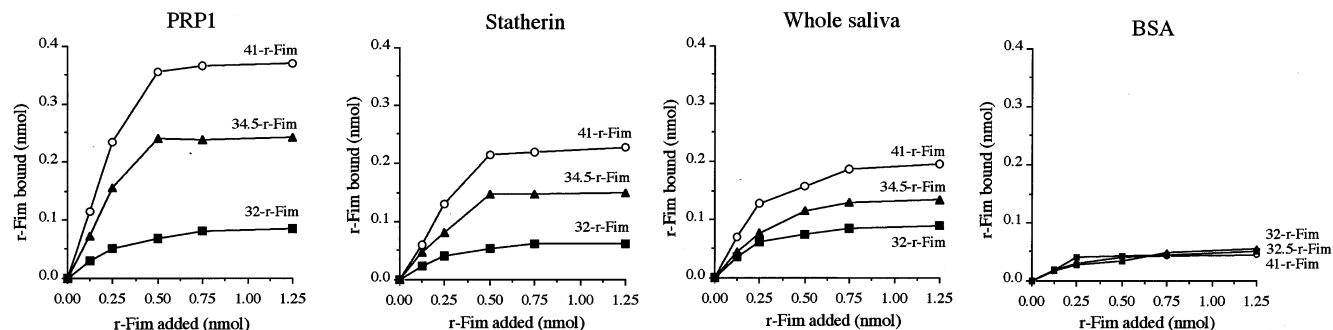 PRP1
Statherin
Whole saliva
BSA
r-Fim bound (nmol)
0.4
0.3
0.2
0.1
0.0
41-r-Fim
34.5-r-Fim
32-r-Fim
0.00 0.25 0.50 0.75 1.00 1.25
r-Fim added (nmol)
r-Fim bound (nmol)
0.4
0.3
0.2
0.1
0.0
41-r-Fim
34.5-r-Fim
32-r-Fim
0.00 0.25 0.50 0.75 1.00 1.25
r-Fim added (nmol)
r-Fim bound (nmol)
0.4
0.3
0.2
0.1
0.0
41-r-Fim
34.5-r-Fim
32-r-Fim
0.00 0.25 0.50 0.75 1.00 1.25
r-Fim added (nmol)
r-Fim bound (nmol)
0.4
0.3
0.2
0.1
0.0
32-r-Fim
32.5-r-Fim
41-r-Fim
0.00 0.25 0.50 0.75 1.00 1.25
r-Fim added (nmol)